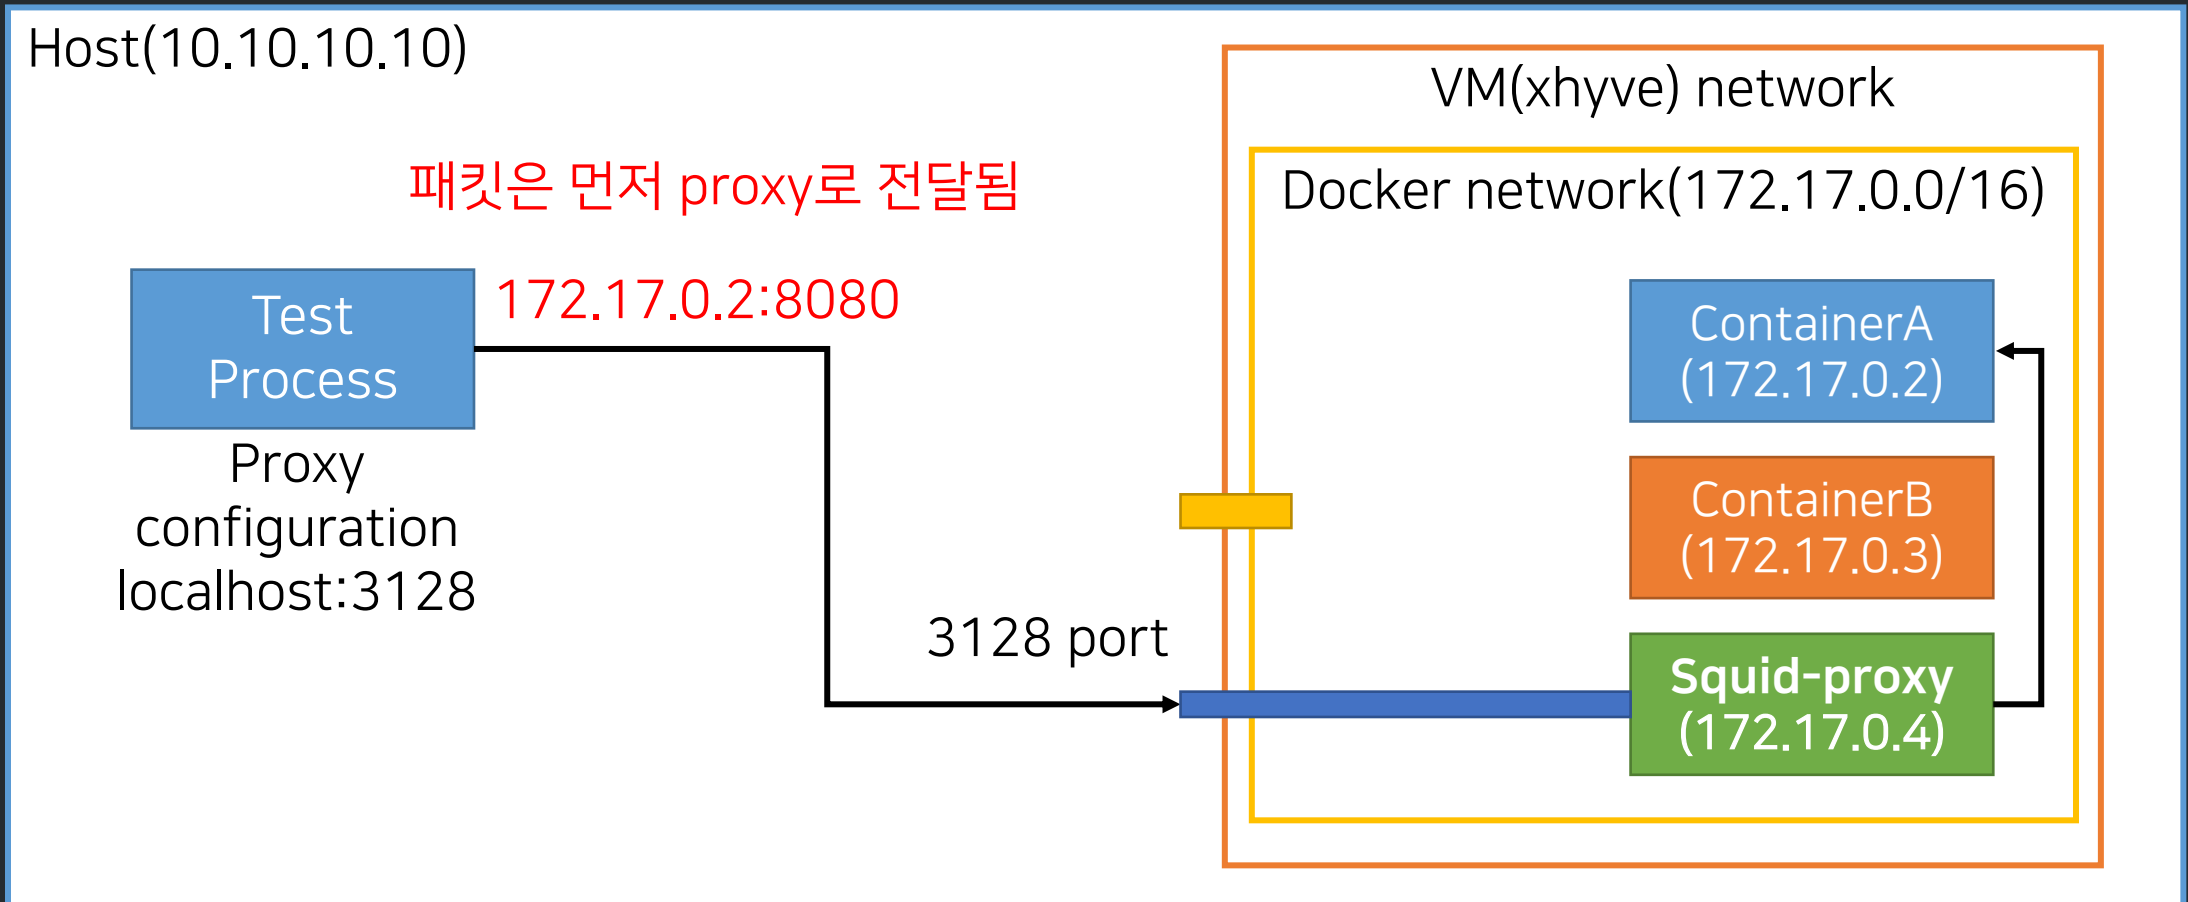 Host(10.10.10.10)
VM(xhyve) network
패킷은 먼저 proxy로 전달됨
Docker network(172.17.0.0/16)
172.17.0.2:8080
Test
Process
ContainerA
(172.17.0.2)
Proxy
configuration
localhost:3128
ContainerB
(172.17.0.3)
3128 port
Squid-proxy
(172.17.0.4)